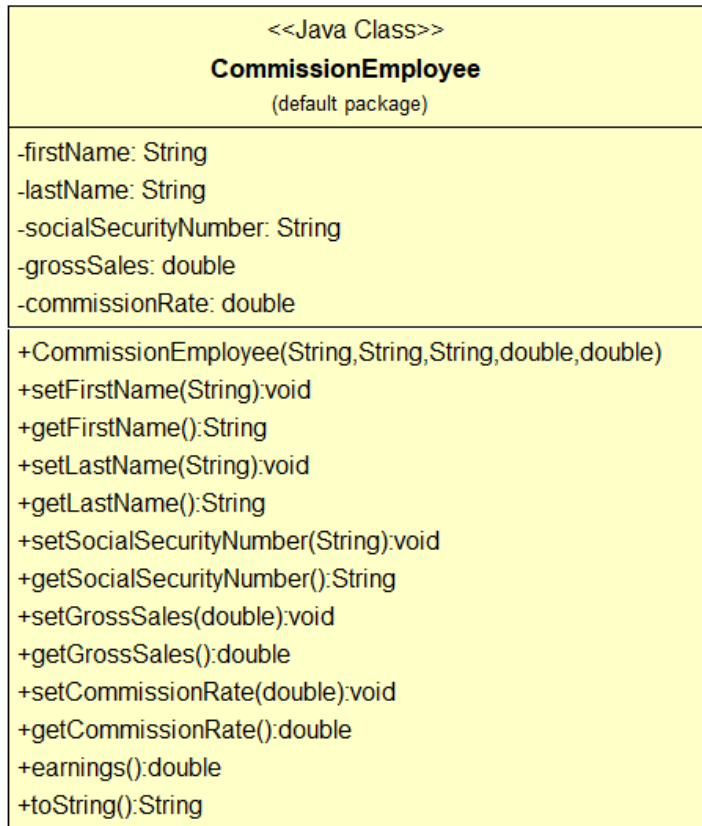 <<Java Class>>
CommissionEmployee
(default package)
-firstName: String
-lastName: String
-socialSecurityNumber: String
-grossSales: double
-commissionRate: double
+CommissionEmployee(String,String,String,double,double)
+setFirstName(String):void
+getFirstName():String
+setLastName(String):void
+getLastName():String
+setSocialSecurityNumber(String):void
+getSocialSecurityNumber():String
+setGrossSales(double):void
+getGrossSales():double
+setCommissionRate(double):void
+getCommissionRate():double
+earnings():double
+toString():String